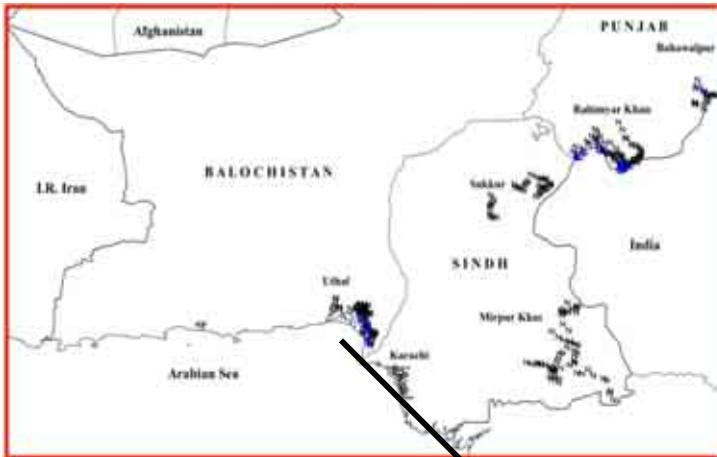 PUNJAB
Afghanistan
Bahawalpur
Rahimyar Khan
BALOCHISTAN
I.R. Iran
Sukkur
India
SINDH
Uthal
Mirpur Khas
Karachi
Arabian Sea